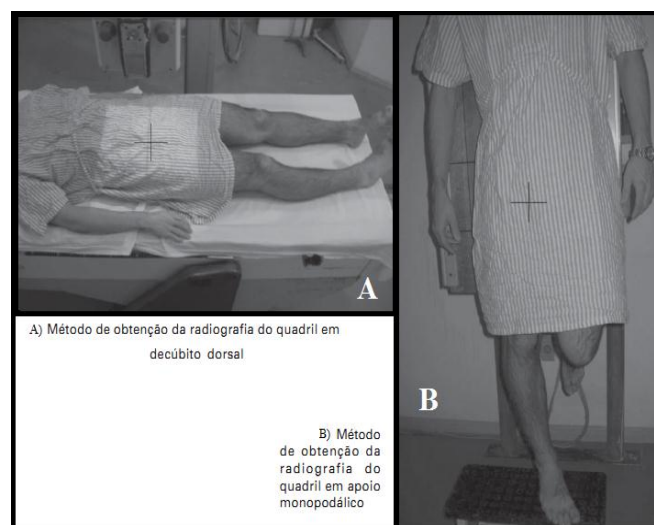 A
A) Método de obtenção da radiografia do quadril em
decúbito dorsal
B
B) Método
de obtenção da
radiografia do
quadril em apoio
monopodálico